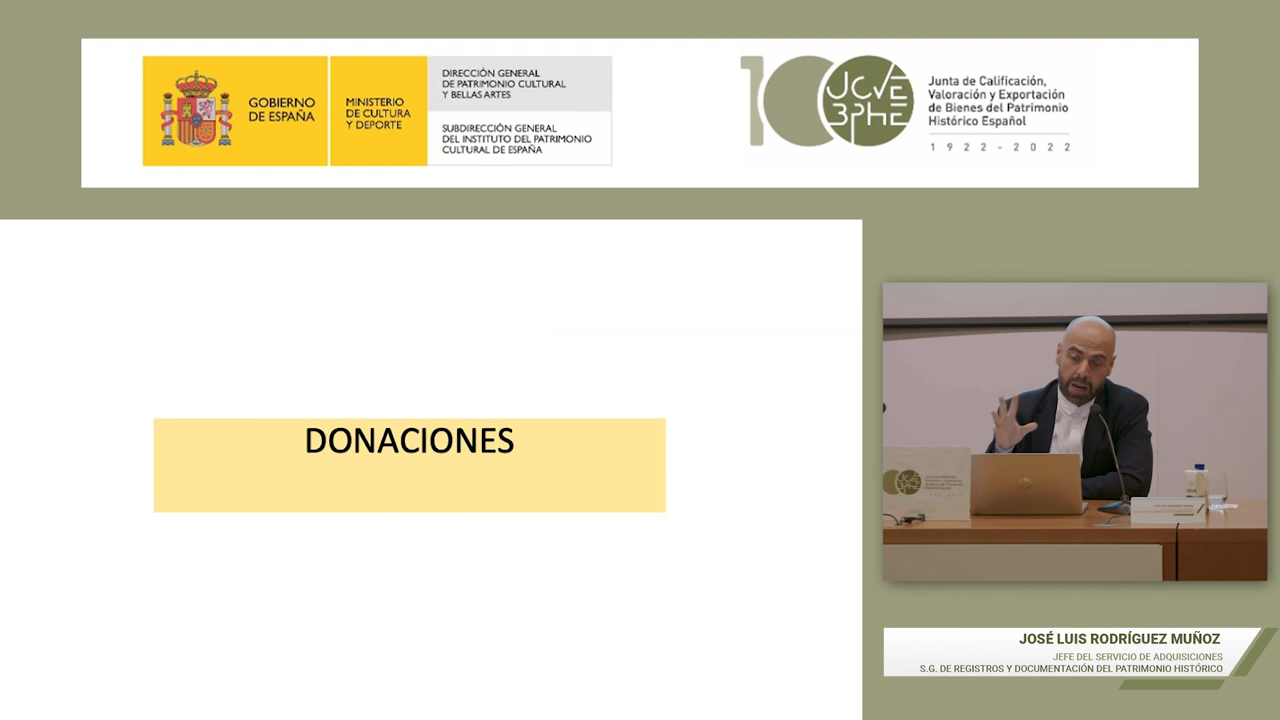 GOBIERNO
DE ESPAÑA
MINISTERIO
DE CULTURA
Y DEPORTE
DIRECCIÓN GENERAL
DE PATRIMONIO CULTURAL
Y BELLAS ARTES
SUBDIRECCIÓN GENERAL
DEL INSTITUTO DEL PATRIMONIO
CULTURAL DE ESPAÑA
100
JCVE
BPHE
Junta de Calificación,
Valoración y Exportación
de Bienes del Patrimonio
Histórico Español
1922-2022
DONACIONES
JOSÉ LUIS RODRÍGUEZ MUÑOZ
JEFE DEL SERVICIO DE ADQUISICIONES
S.G. DE REGISTROS Y DOCUMENTACIÓN DEL PATRIMONIO HISTÓRICO